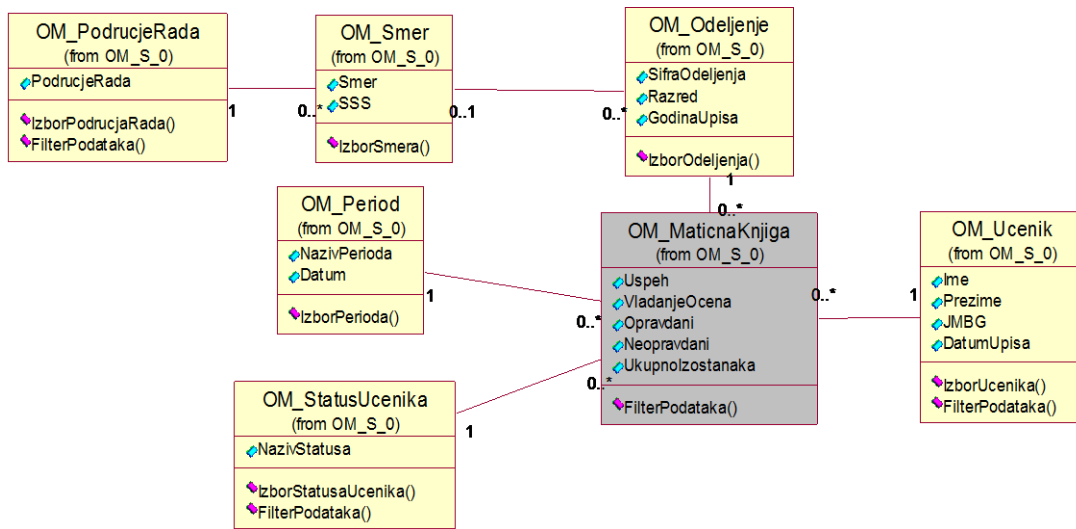 OM_PodrucjeRada
(from OM_S_0)
PodrucjeRada
IzborPodrucjaRada()
FilterPodataka()
1
0..*
OM_Smer
(from OM_S_0)
Smer
SSS
IzborSmera()
0..1
0..*
OM_Odeljenje
(from OM_S_0)
SifraOdeljenja
Razred
GodinaUpisa
IzborOdeljenja()
1
0..*
OM_Period
(from OM_S_0)
NazivPerioda
Datum
IzborPerioda()
1
0..*
OM_MaticnaKnjiga
(from OM_S_0)
Uspeh
VladanjeOcena
Opravdani
Neopravdani
UkupnoIzostanaka
FilterPodataka()
0..*
1
OM_Ucenik
(from OM_S_0)
Ime
Prezime
JMBG
DatumUpisa
IzborUcenika()
FilterPodataka()
OM_StatusUcenika
(from OM_S_0)
NazivStatusa
IzborStatusaUcenika()
FilterPodataka()
1
0..*